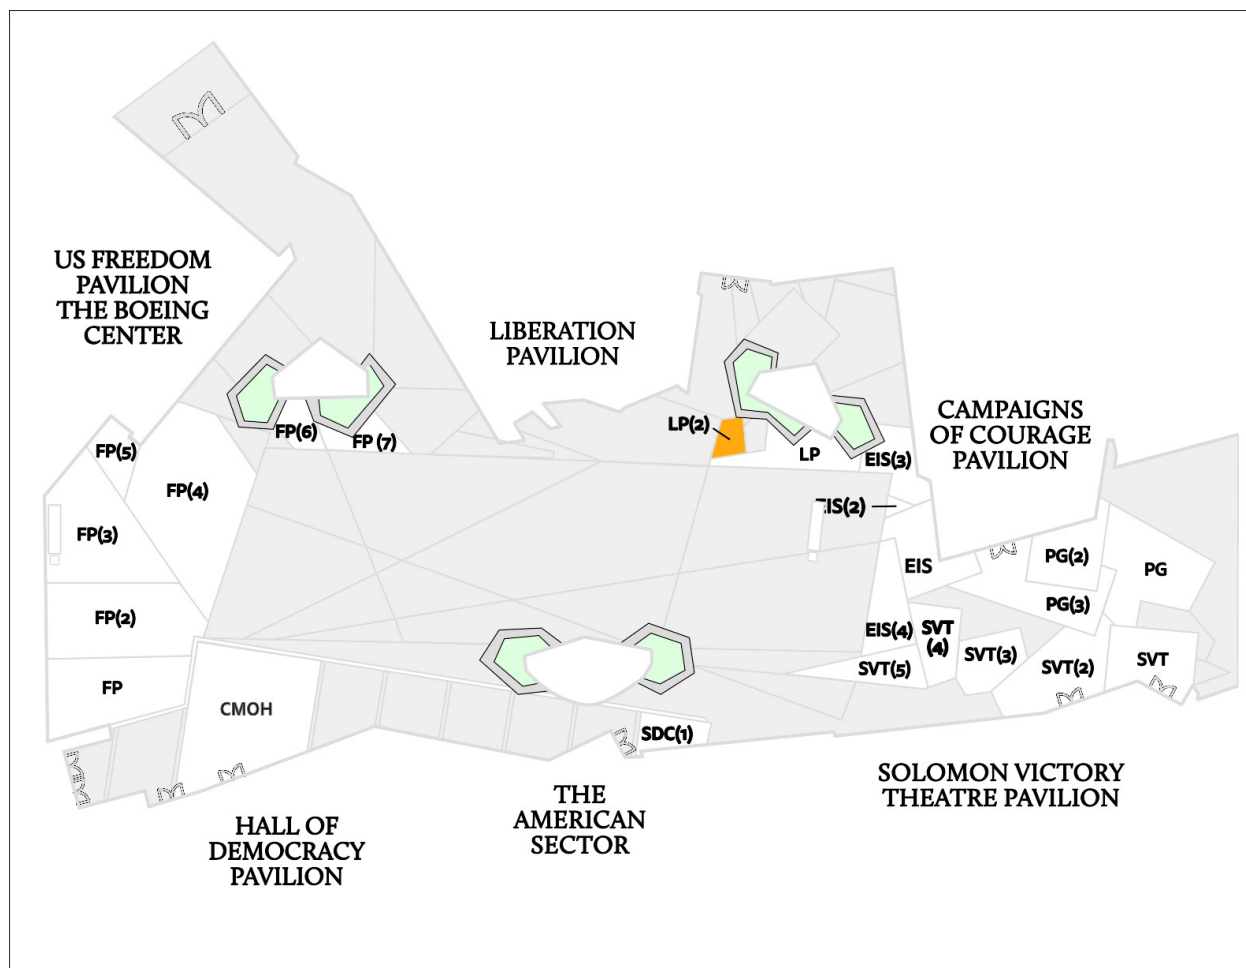 US FREEDOM
PAVILION
THE BOEING
CENTER
LIBERATION
PAVILION
CAMPAIGNS
OF COURAGE
PAVILION
LP(2)
FP(6)
FP (7)
FP(5)
LP
EIS(3)
FP(4)
EIS(2)
FP(3)
EIS
PG(2)
PG
PG(3)
FP(2)
EIS(4)
SVT
(4)
SVT(3)
SVT(5)
SVT(2)
SVT
FP
CMOH
SDC(1)
SOLOMON VICTORY
THEATRE PAVILION
THE
AMERICAN
SECTOR
HALL OF
DEMOCRACY
PAVILION